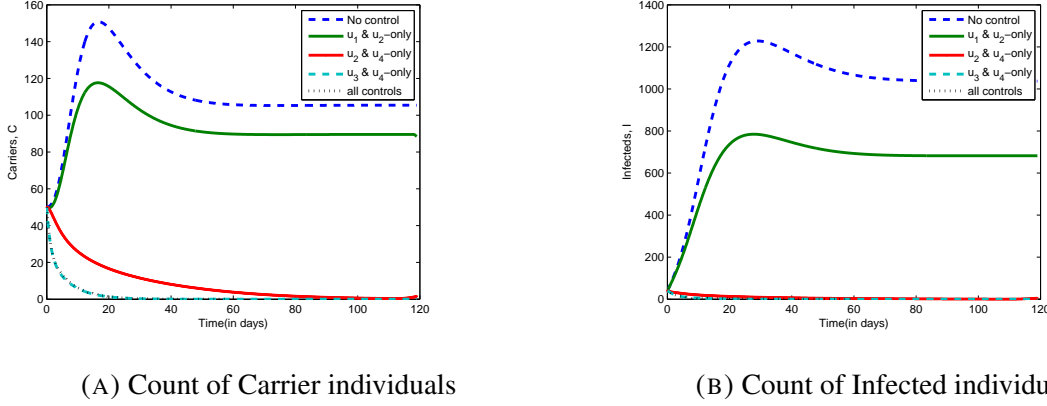 160
140
120
100
80
60
40
20
0
Carriers, C
0 20 40 60 80 100 120
Time(in days)
No control
u1 & u2−only
u2 & u4−only
u3 & u4−only
all controls
1400
1200
1000
800
600
400
200
0
Infecteds, I
0 20 40 60 80 100 120
Time(in days)
No control
u1 & u2−only
u2 & u4−only
u3 & u4−only
all controls
(A) Count of Carrier individuals
(B) Count of Infected individu